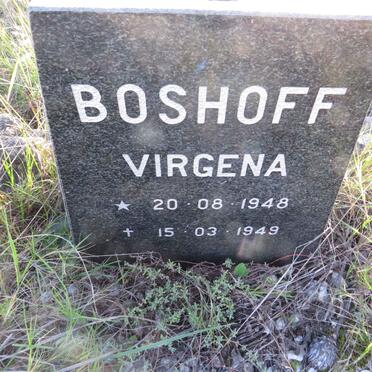 BOSHOFF
VIRGENA
★ 20 · 08 · 1948
✝ 15 · 03 · 1949